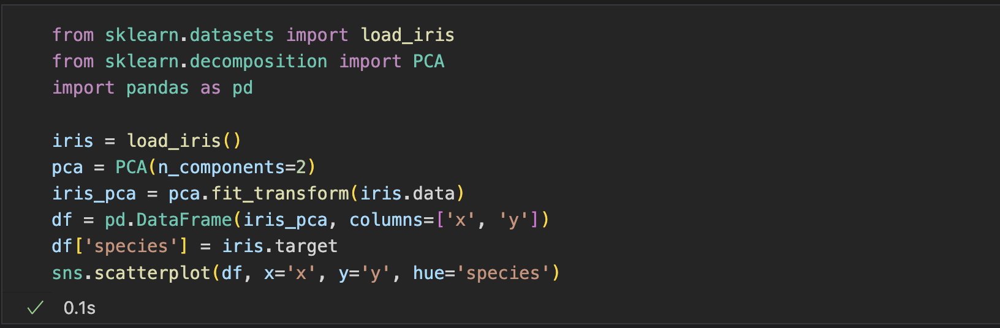 from sklearn.datasets import load_iris
from sklearn.decomposition import PCA
import pandas as pd
iris = load_iris()
pca = PCA(n_components=2)
iris_pca = pca.fit_transform(iris.data)
df = pd.DataFrame(iris_pca, columns=['x', 'y'])
df['species'] = iris.target
sns.scatterplot(df, x='x', y='y', hue='species')
✓ 0.1s